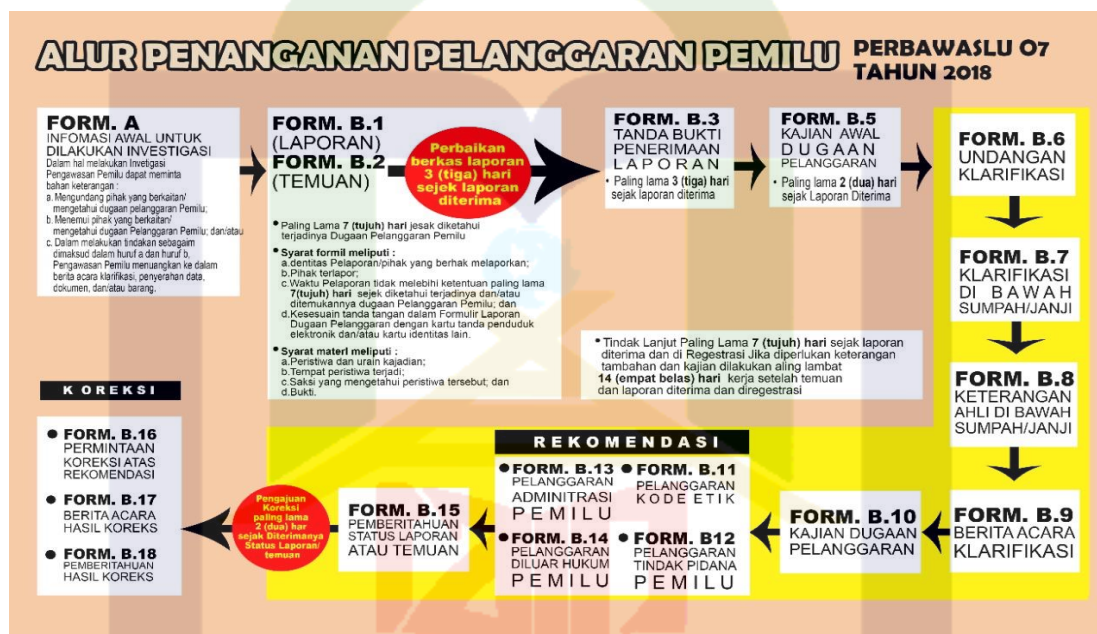 ALUR PENANGANAN PELANGGARAN PEMILU
PERBAWASLU 07
TAHUN 2018
FORM. A
INFOMASI AWAL UNTUK
DILAKUKAN INVESTIGASI
Dalam hal melakukan Invetigasi
Pengawasan Pemilu dapat meminta
bahan keterangan :
a. Mengundang pihak yang berkaitan/
mengetahui dugaan pelanggaran Pemilu;
b. Menemui pihak yang berkaitan/
mengetahui dugaan Pelanggaran Pemilu; dan/atau
c. Dalam melakukan tindakan sebagaim
dimaksud dalam huruf a dan huruf b,
Pengawasan Pemilu menuangkan ke dalam
berita acara klarifikasi, penyerahan data,
dokumen, dan/atau barang.
FORM. B.1
(LAPORAN)
FORM. B.2
(TEMUAN)
Perbaikan
berkas laporan
3 (tiga) hari
sejak laporan
diterima
• Paling Lama 7 (tujuh) hari jesak diketahui
terjadinya Dugaan Pelanggaran Pemilu
• Syarat formil meliputi :
a.dentitas Pelaporan/pihak yang berhak melaporkan;
b.Pihak terlapor;
c.Waktu Pelaporan tidak melebihi ketentuan paling lama
7(tujuh) hari sejek diketahui terjadinya dan/atau
ditemukannya dugaan Pelanggaran Pemilu; dan
d.Kesesuain tanda tangan dalam Formulir Laporan
Dugaan Pelanggaran dengan kartu tanda penduduk
elektronik dan/atau kartu identitas lain.
• Syarat materl meliputi :
a.Peristiwa dan urain kajadian;
b.Tempat peristiwa terjadi;
c.Saksi yang mengetahui peristiwa tersebut; dan
d.Bukti.
FORM. B.3
TANDA BUKTI
PENERIMAAN
LAPORAN
• Paling lama 3 (tiga) hari
sejak laporan diterima
FORM. B.5
KAJIAN AWAL
DUGAAN
PELANGGARAN
• Paling lama 2 (dua) hari
sejak Laporan Diterima
FORM. B.6
UNDANGAN
KLARIFIKASI
FORM. B.7
KLARIFIKASI
DI BAWAH
SUMPAH/JANJI
• Tindak Lanjut Paling Lama 7 (tujuh) hari sejak laporan
diterima dan di Regestrasi Jika diperlukan keterangan
tambahan dan kajian dilakukan aling lambat
14 (empat belas) hari kerja setelah temuan
dan laporan diterima dan diregestrasi
FORM. B.8
KETERANGAN
AHLI DI BAWAH
SUMPAH/JANJI
FORM. B.9
BERITA ACARA
KLARIFIKASI
FORM. B.10
KAJIAN DUGAAN
PELANGGARAN
REKOMENDASI
• FORM. B.13
PELANGGARAN
ADMINITRASI
PEMILU
• FORM. B.11
PELANGGARAN
KODE ETIK
• FORM. B.14
PELANGGARAN
DILUAR HUKUM
PEMILU
• FORM. B12
PELANGGARAN
TINDAK PIDANA
PEMILU
FORM. B.15
PEMBERITAHUAN
STATUS LAPORAN
ATAU TEMUAN
Pengajuan
Koreksi
paling lama
2 (dua) har
sejak Diterimanya
Status Laporan/
temuan
KOREKSI
• FORM. B.16
PERMINTAAN
KOREKSI ATAS
REKOMENDASI
• FORM. B.17
BERITA ACARA
HASIL KOREKS
• FORM. B.18
PEMBERITAHUAN
HASIL KOREKS